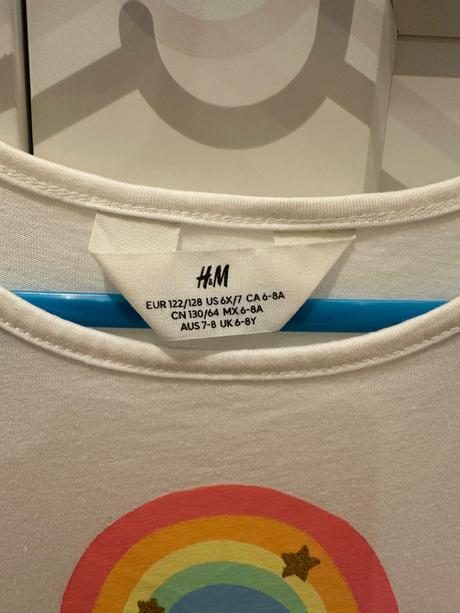 H&M
EUR 122/128 US 6X/7 CA 6-8A
CN 130/64 MX 6-8A
AUS 7-8 UK 6-8Y